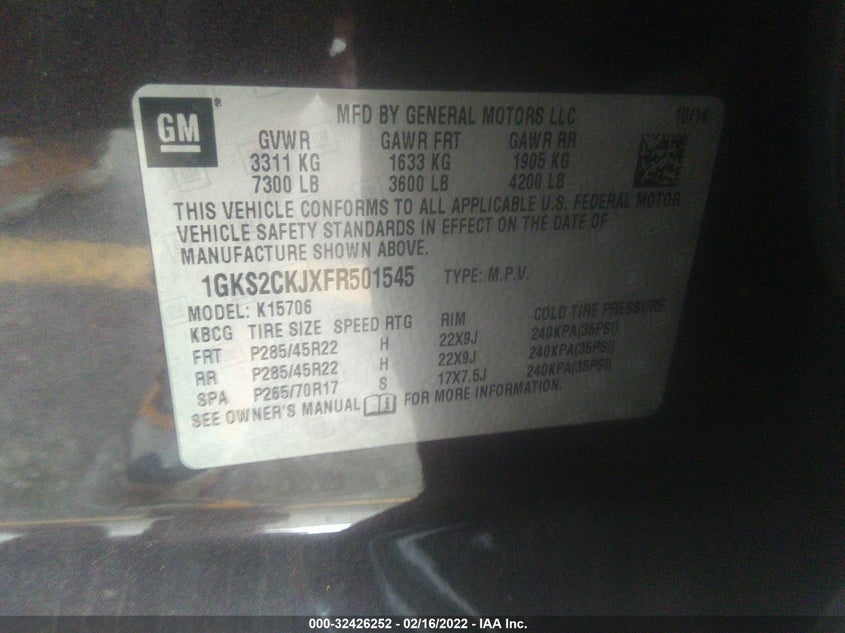 GM®
MFD BY GENERAL MOTORS LLC 10/14
GVWR GAWR FRT GAWR RR
3311 KG 1633 KG 1905 KG
7300 LB 3600 LB 4200 LB
THIS VEHICLE CONFORMS TO ALL APPLICABLE U.S. FEDERAL MOTOR
VEHICLE SAFETY STANDARDS IN EFFECT ON THE DATE OF
MANUFACTURE SHOWN ABOVE.
1GKS2CKJXFR501545 TYPE: M.P.V.
MODEL: K15706
KBCG TIRE SIZE SPEED RTG RIM COLD TIRE PRESSURE
FRT P285/45R22 H 22X9J 240KPA(35PSI)
RR P285/45R22 H 22X9J 240KPA(35PSI)
SPA P265/70R17 S 17X7.5J 240KPA(35PSI)
SEE OWNER'S MANUAL FOR MORE INFORMATION.
000-32426252 - 02/16/2022 - IAA Inc.